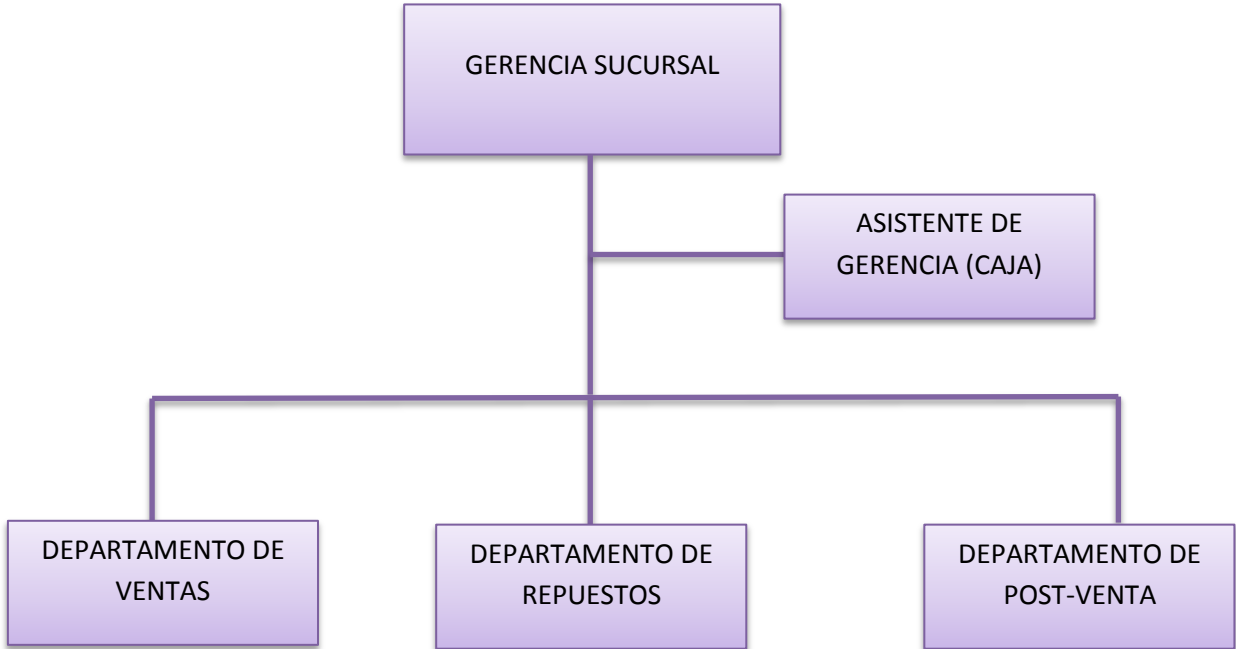 GERENCIA SUCURSAL
ASISTENTE DE
GERENCIA (CAJA)
DEPARTAMENTO DE
VENTAS
DEPARTAMENTO DE
REPUESTOS
DEPARTAMENTO DE
POST-VENTA